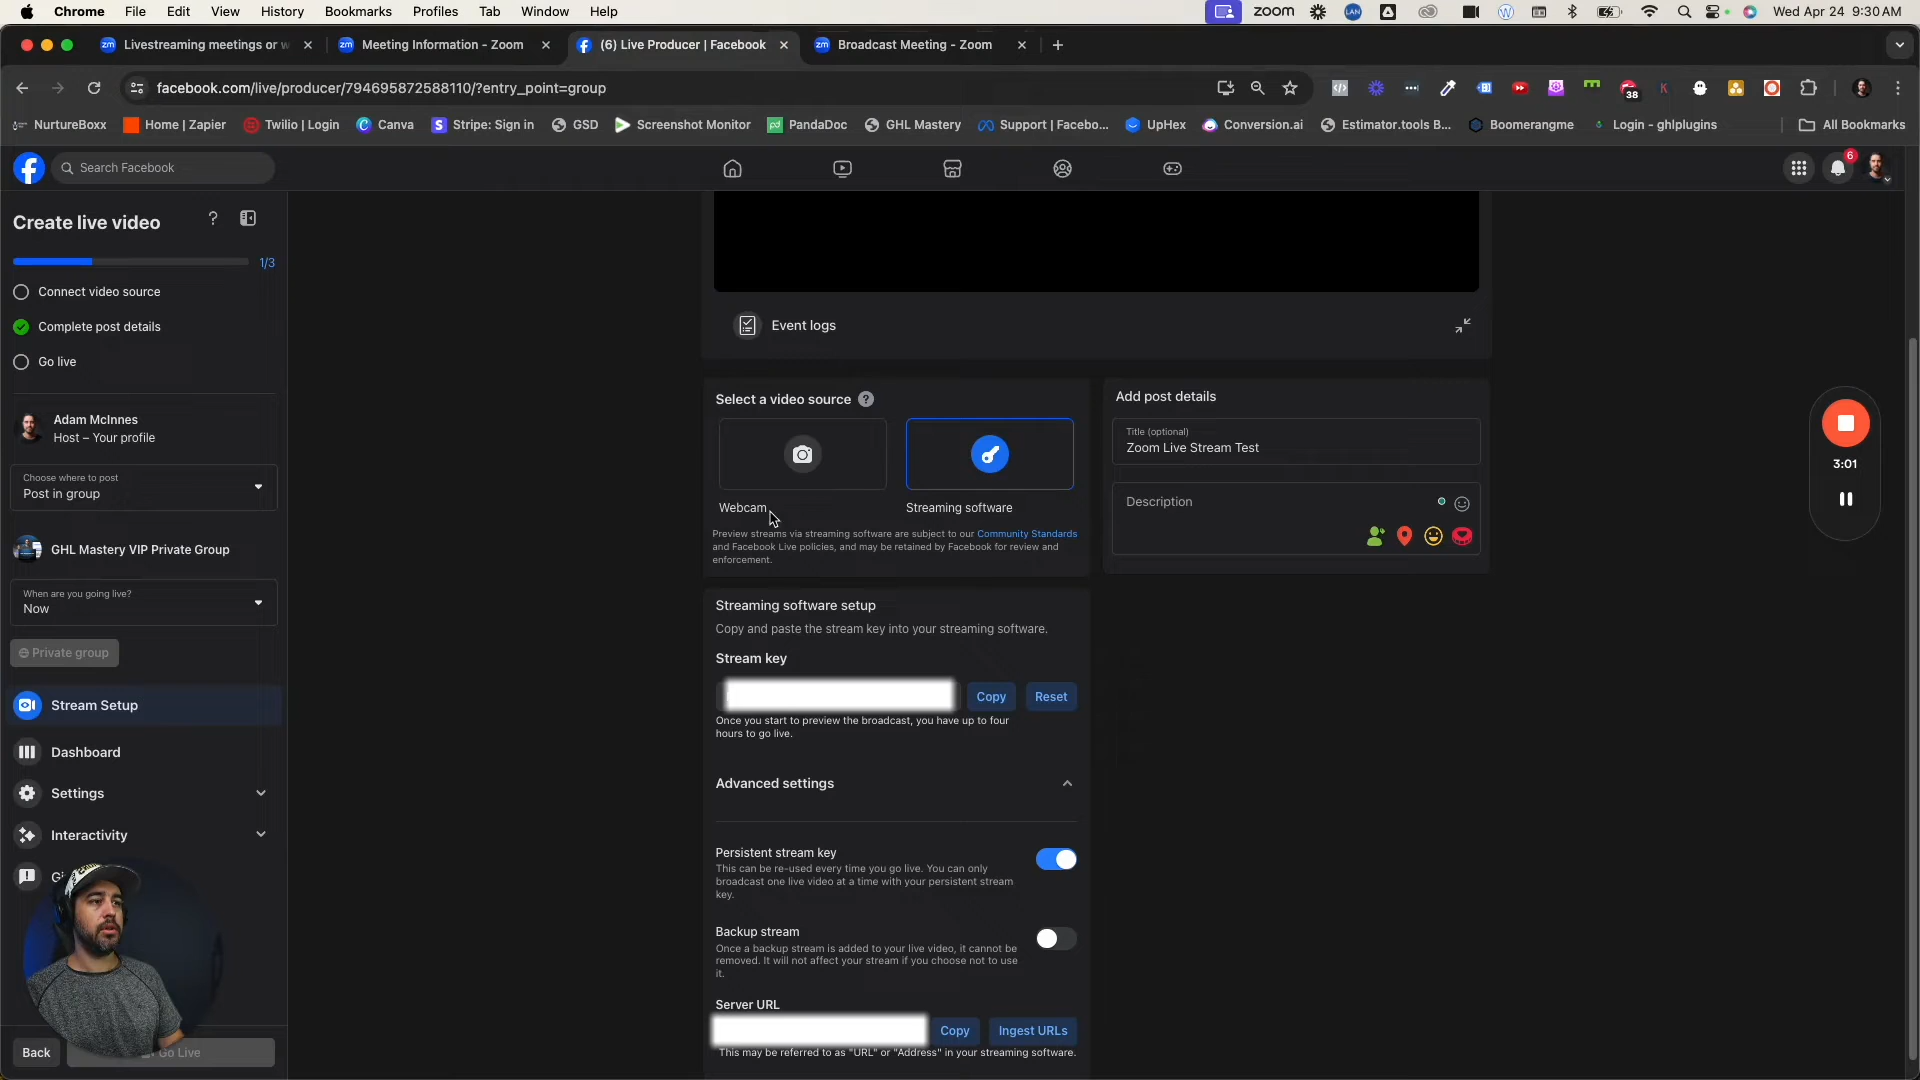 Chrome File Edit View History Bookmarks Profiles Tab Window Help
zoom LAN Wed Apr 24 9:30 AM
zm Livestreaming meetings or w
zm Meeting Information - Zoom
(6) Live Producer | Facebook
zm Broadcast Meeting - Zoom
facebook.com/live/producer/794695872588110/?entry_point=group
38
NurtureBoxx Home | Zapier Twilio | Login Canva Stripe: Sign in GSD Screenshot Monitor PandaDoc GHL Mastery Support | Facebo... UpHex Conversion.ai Estimator.tools B... Boomerangme Login - ghlplugins All Bookmarks
Search Facebook
6
Create live video
?
1/3
Connect video source
Complete post details
Go live
Adam McInnes
Host – Your profile
Choose where to post
Post in group
GHL Mastery VIP Private Group
When are you going live?
Now
Private group
Stream Setup
Dashboard
Settings
Interactivity
Back
Go Live
Event logs
Select a video source ?
Webcam
Streaming software
Preview streams via streaming software are subject to our Community Standards
and Facebook Live policies, and may be retained by Facebook for review and
enforcement.
Add post details
Title (optional)
Zoom Live Stream Test
Description
Streaming software setup
Copy and paste the stream key into your streaming software.
Stream key
Copy
Reset
Once you start to preview the broadcast, you have up to four
hours to go live.
Advanced settings
Persistent stream key
This can be re-used every time you go live. You can only
broadcast one live video at a time with your persistent stream
key.
Backup stream
Once a backup stream is added to your live video, it cannot be
removed. It will not affect your stream if you choose not to use
it.
Server URL
Copy
Ingest URLs
This may be referred to as "URL" or "Address" in your streaming software.
3:01